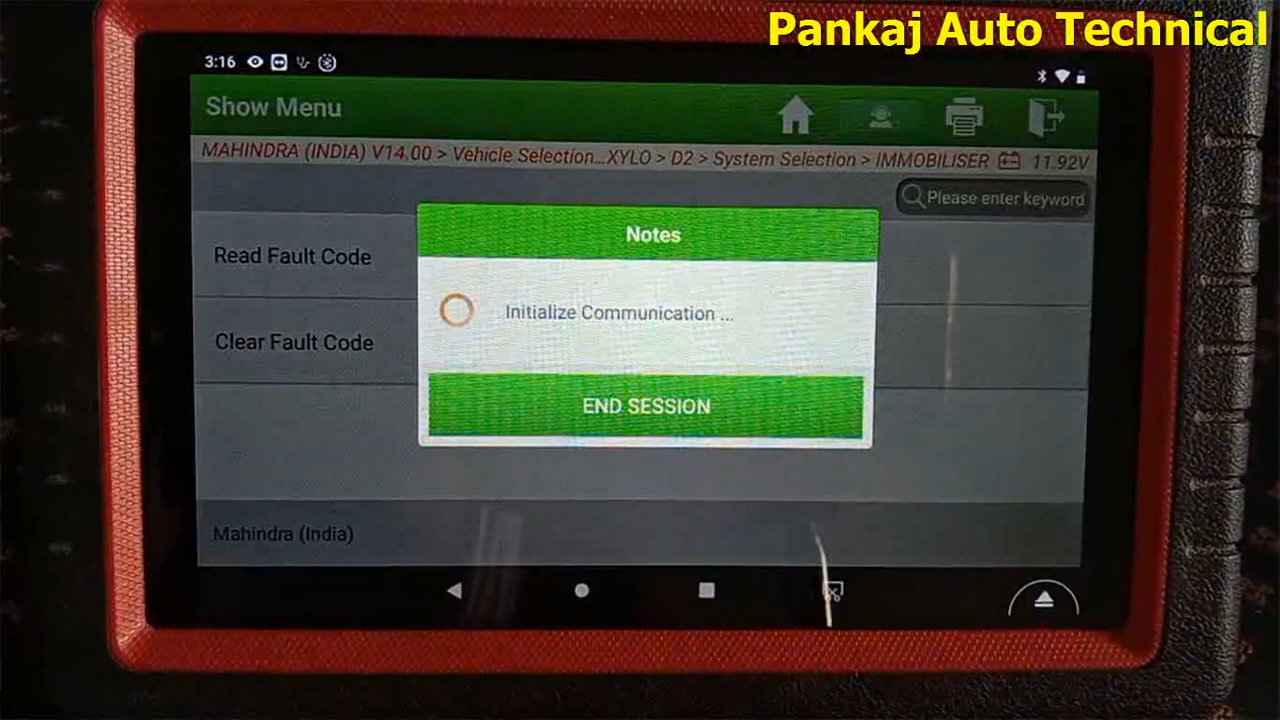 Pankaj Auto Technical
3:16
Show Menu
MAHINDRA (INDIA) V14.00 > Vehicle Selection...XYLO > D2 > System Selection > IMMOBILISER 11.92V
Please enter keyword
Notes
Read Fault Code
Initialize Communication ...
Clear Fault Code
END SESSION
Mahindra (India)